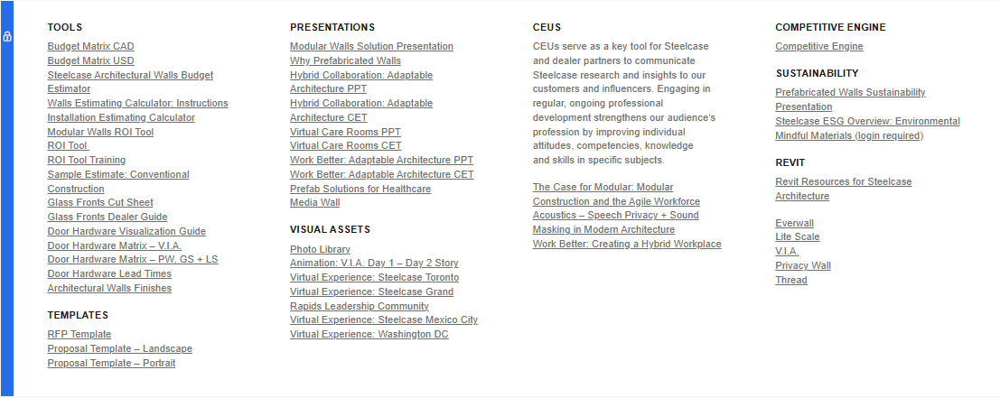 TOOLS
Budget Matrix CAD
Budget Matrix USD
Steelcase Architectural Walls Budget
Estimator
Walls Estimating Calculator: Instructions
Installation Estimating Calculator
Modular Walls ROI Tool
ROI Tool
ROI Tool Training
Sample Estimate: Conventional
Construction
Glass Fronts Cut Sheet
Glass Fronts Dealer Guide
Door Hardware Visualization Guide
Door Hardware Matrix – V.I.A.
Door Hardware Matrix – PW, GS + LS
Door Hardware Lead Times
Architectural Walls Finishes
TEMPLATES
RFP Template
Proposal Template – Landscape
Proposal Template – Portrait
PRESENTATIONS
Modular Walls Solution Presentation
Why Prefabricated Walls
Hybrid Collaboration: Adaptable
Architecture PPT
Hybrid Collaboration: Adaptable
Architecture CET
Virtual Care Rooms PPT
Virtual Care Rooms CET
Work Better: Adaptable Architecture PPT
Work Better: Adaptable Architecture CET
Prefab Solutions for Healthcare
Media Wall
VISUAL ASSETS
Photo Library
Animation: V.I.A. Day 1 – Day 2 Story
Virtual Experience: Steelcase Toronto
Virtual Experience: Steelcase Grand
Rapids Leadership Community
Virtual Experience: Steelcase Mexico City
Virtual Experience: Washington DC
CEUS
CEUs serve as a key tool for Steelcase
and dealer partners to communicate
Steelcase research and insights to our
customers and influencers. Engaging in
regular, ongoing professional
development strengthens our audience's
profession by improving individual
attitudes, competencies, knowledge
and skills in specific subjects.
The Case for Modular: Modular
Construction and the Agile Workforce
Acoustics – Speech Privacy + Sound
Masking in Modern Architecture
Work Better: Creating a Hybrid Workplace
COMPETITIVE ENGINE
Competitive Engine
SUSTAINABILITY
Prefabricated Walls Sustainability
Presentation
Steelcase ESG Overview: Environmental
Mindful Materials (login required)
REVIT
Revit Resources for Steelcase
Architecture
Everwall
Lite Scale
V.I.A.
Privacy Wall
Thread